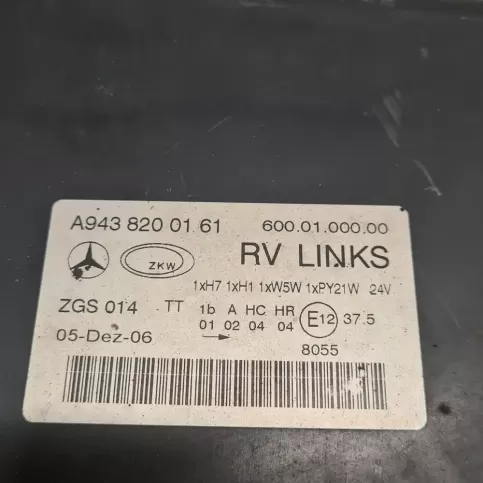 A943 820 01 61 600.01.000.00
ZKW RV LINKS
1xH7 1xH1 1xW5W 1xPY21W 24V
ZGS 014 TT 1b A HC HR
01 02 04 04 E12 37.5
05-Dez-06 8055